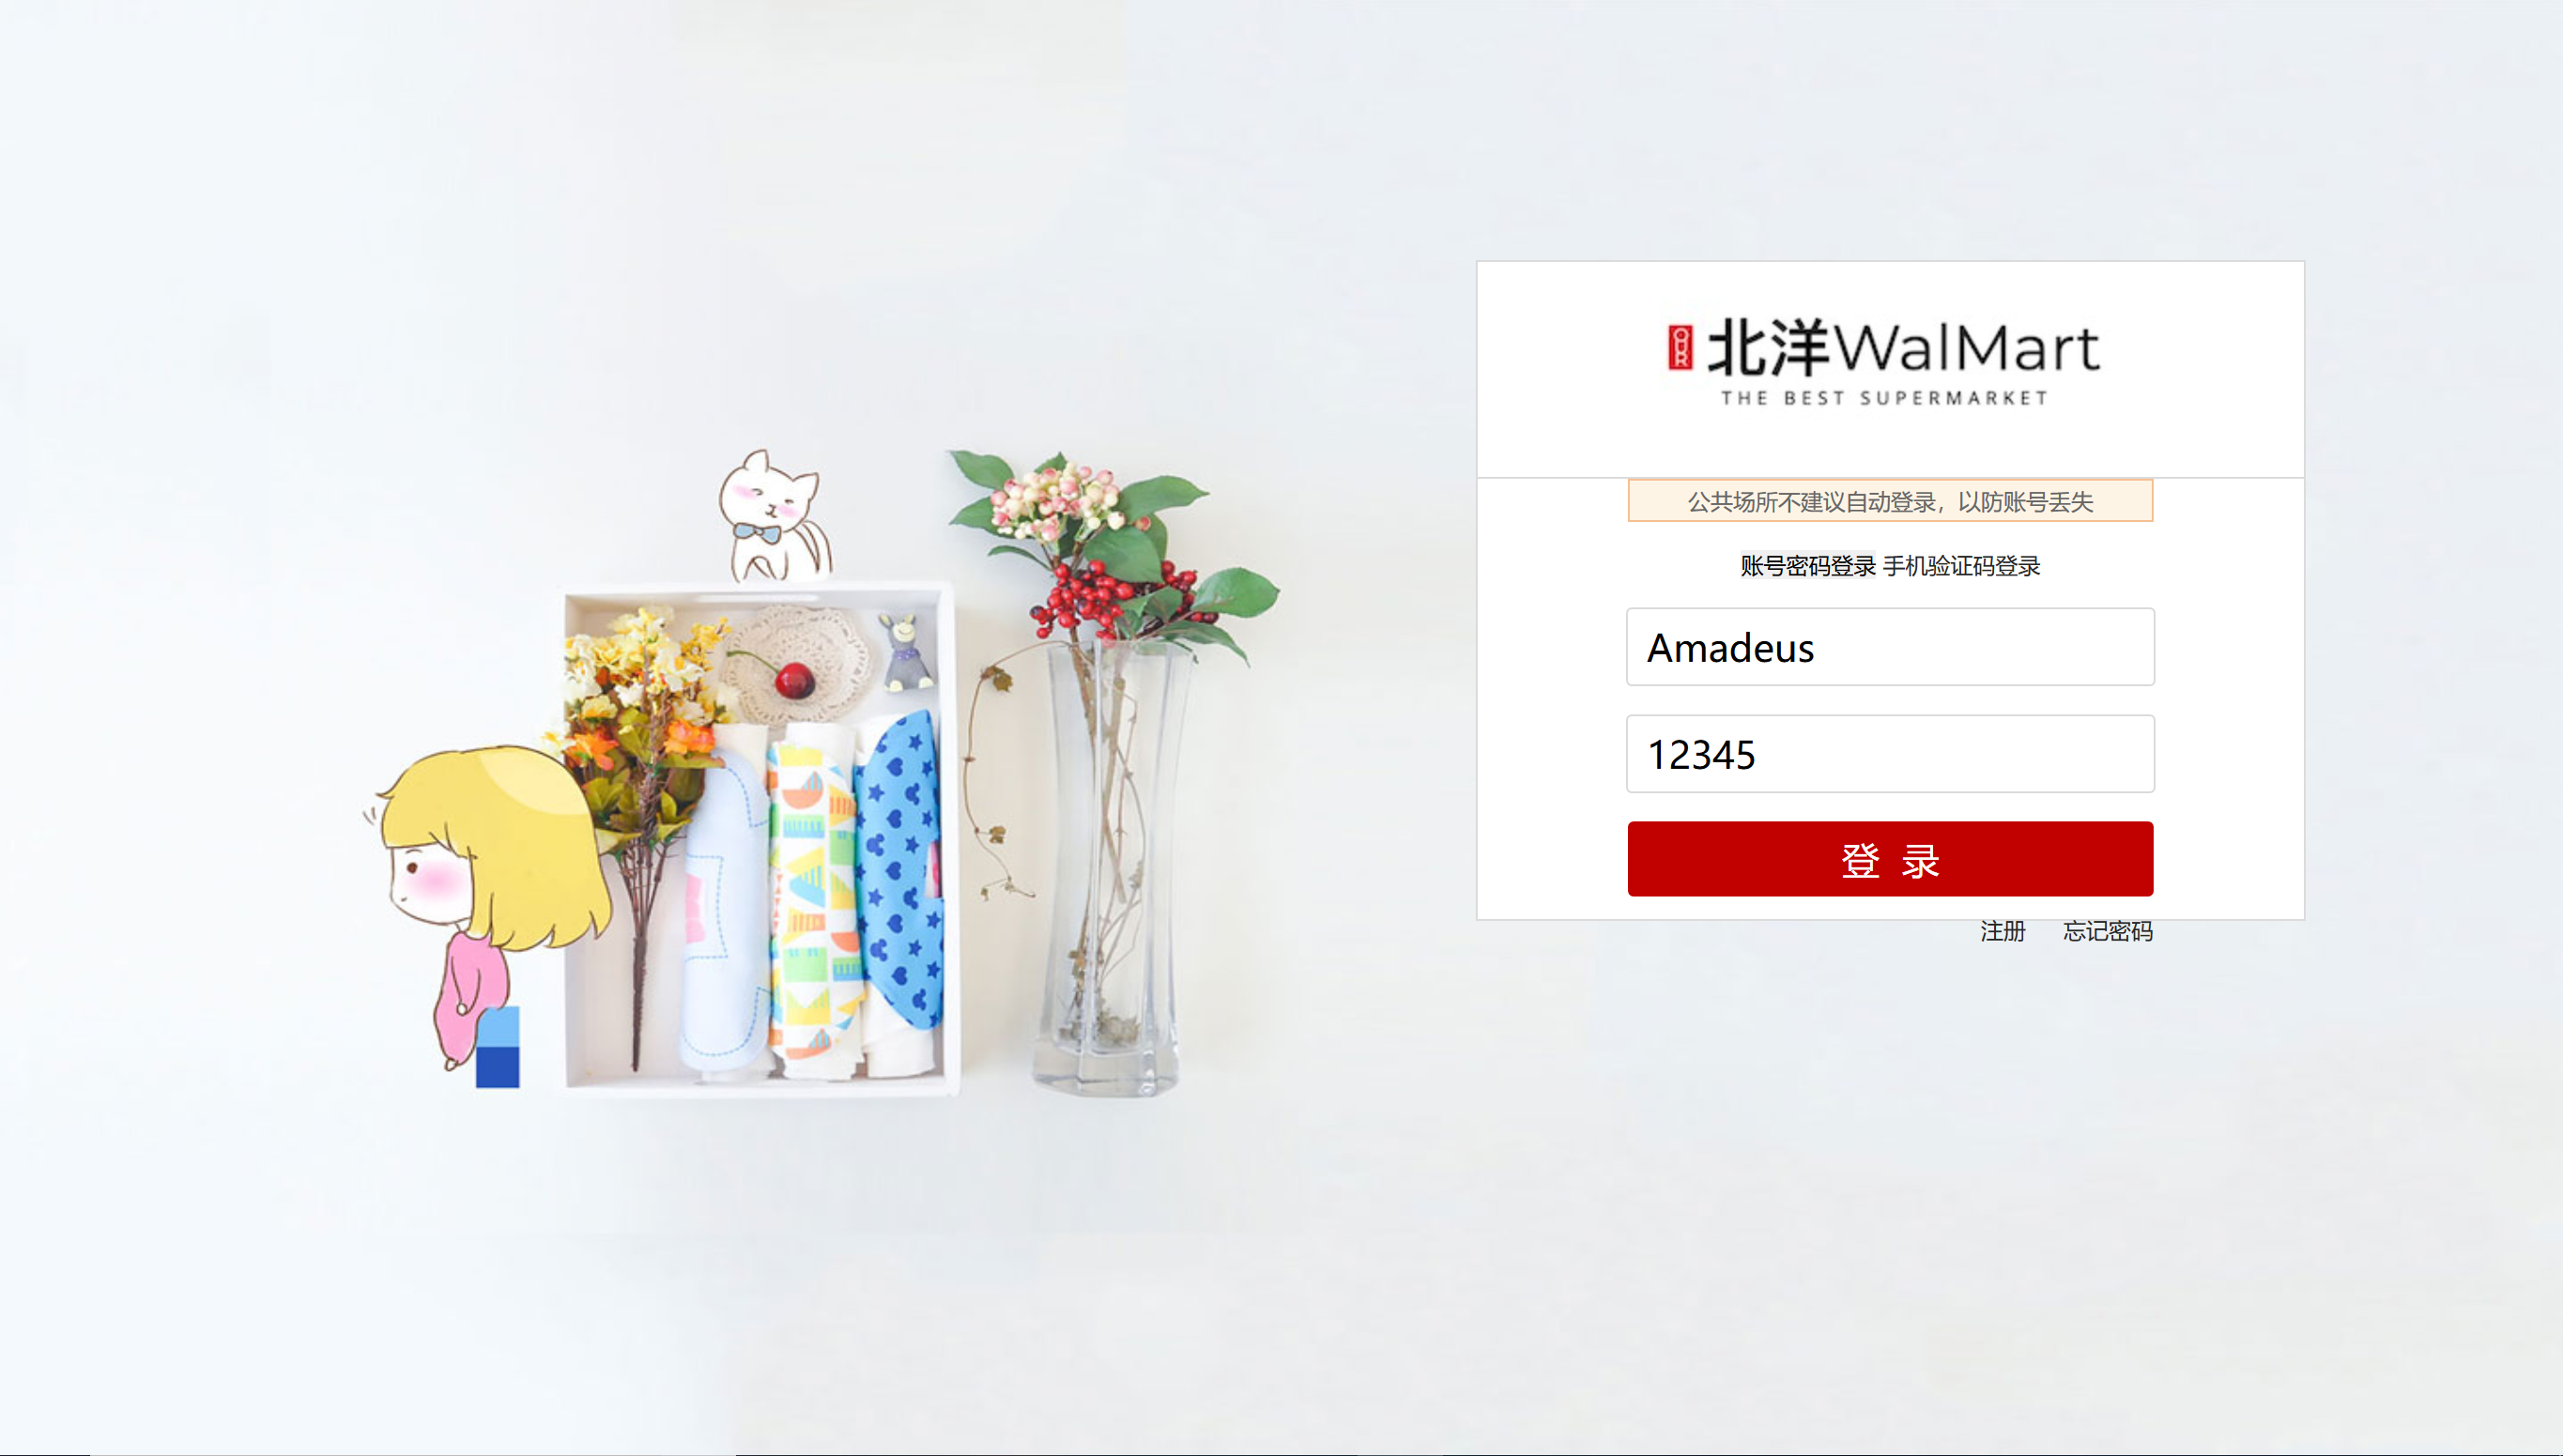 OUR 北洋WalMart
THE BEST SUPERMARKET
公共场所不建议自动登录，以防账号丢失
账号密码登录 手机验证码登录
Amadeus
12345
登 录
注册 忘记密码